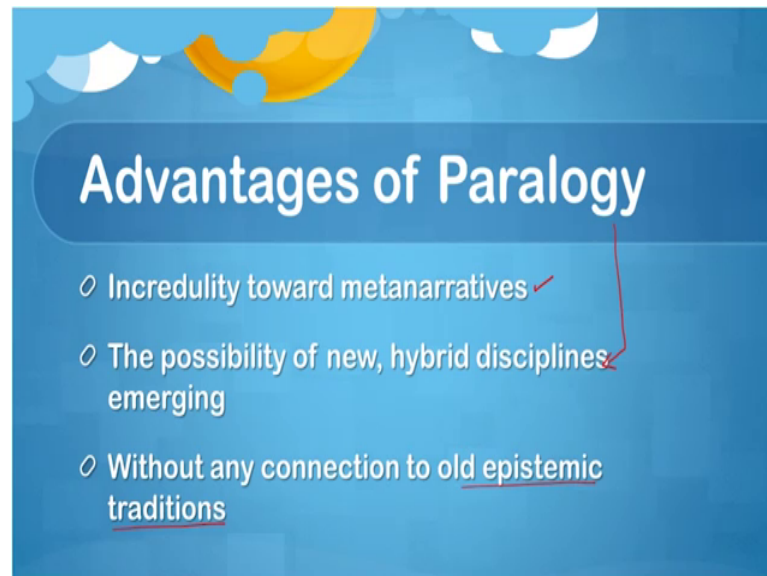 Advantages of Paralogy
Incredulity toward metanarratives
The possibility of new, hybrid disciplines
emerging
Without any connection to old epistemic
traditions